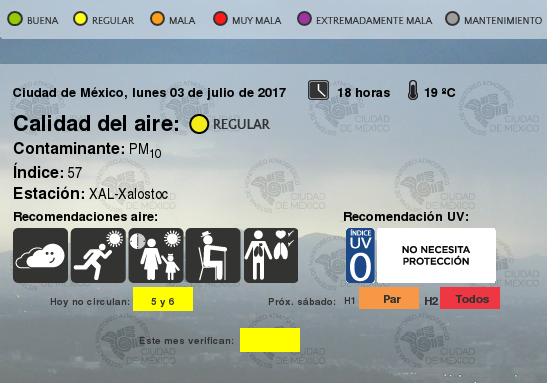 BUENA REGULAR MALA MUY MALA EXTREMADAMENTE MALA MANTENIMIENTO
Ciudad de México, lunes 03 de julio de 2017 18 horas 19 ºC
Calidad del aire: REGULAR
Contaminante: PM10
Índice: 57
Estación: XAL-Xalostoc
Recomendaciones aire: Recomendación UV:
ÍNDICE UV 0 NO NECESITA
PROTECCIÓN
Hoy no circulan: 5 y 6 Próx. sábado: H1 Par H2 Todos
Este mes verifican: